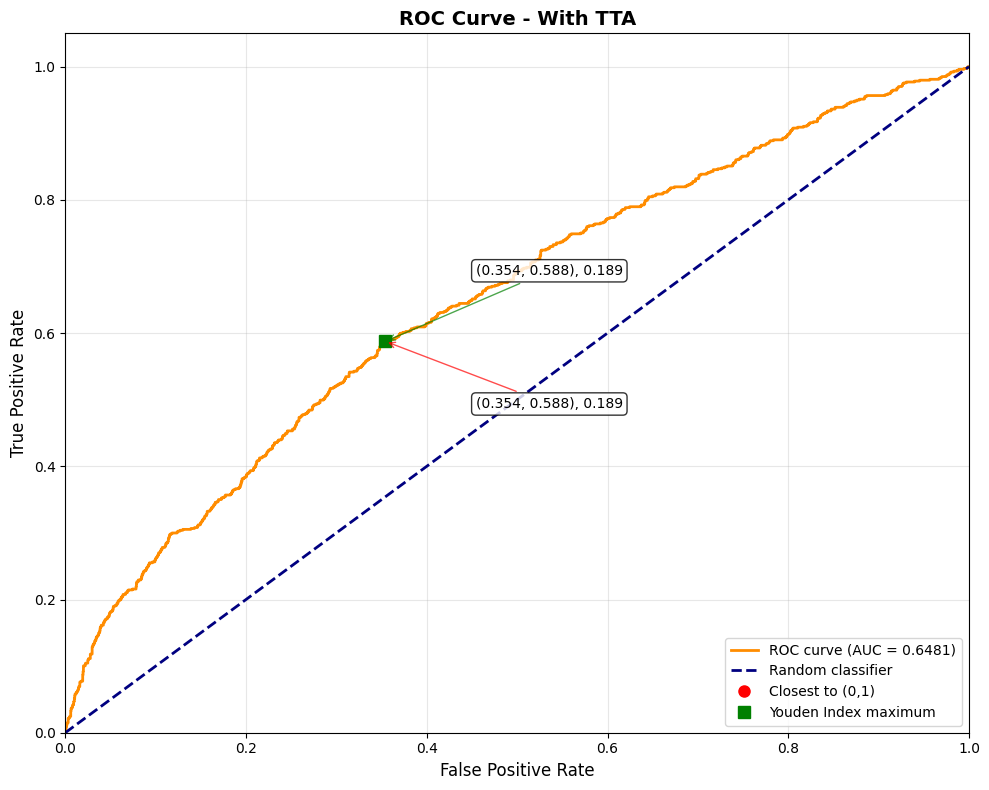 ROC Curve - With TTA
True Positive Rate
1.0
0.8
0.6
0.4
0.2
0.0
(0.354, 0.588), 0.189
(0.354, 0.588), 0.189
ROC curve (AUC = 0.6481)
Random classifier
Closest to (0,1)
Youden Index maximum
0.0
0.2
0.4
0.6
0.8
1.0
False Positive Rate